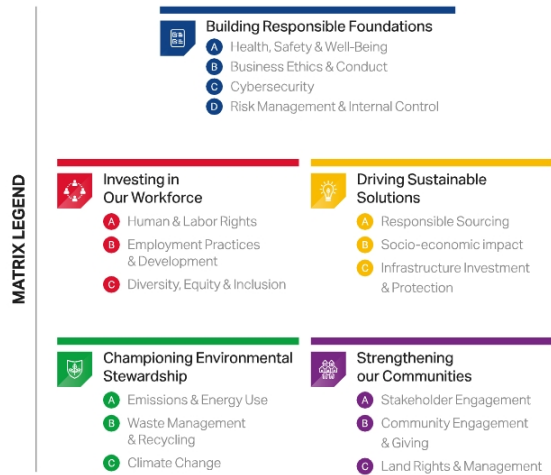 MATRIX LEGEND
Building Responsible Foundations
A Health, Safety & Well-Being
B Business Ethics & Conduct
C Cybersecurity
D Risk Management & Internal Control
Investing in
Our Workforce
A Human & Labor Rights
B Employment Practices
& Development
C Diversity, Equity & Inclusion
Driving Sustainable
Solutions
A Responsible Sourcing
B Socio-economic impact
C Infrastructure Investment
& Protection
Championing Environmental
Stewardship
A Emissions & Energy Use
B Waste Management
& Recycling
C Climate Change
Strengthening
our Communities
A Stakeholder Engagement
B Community Engagement
& Giving
C Land Rights & Management